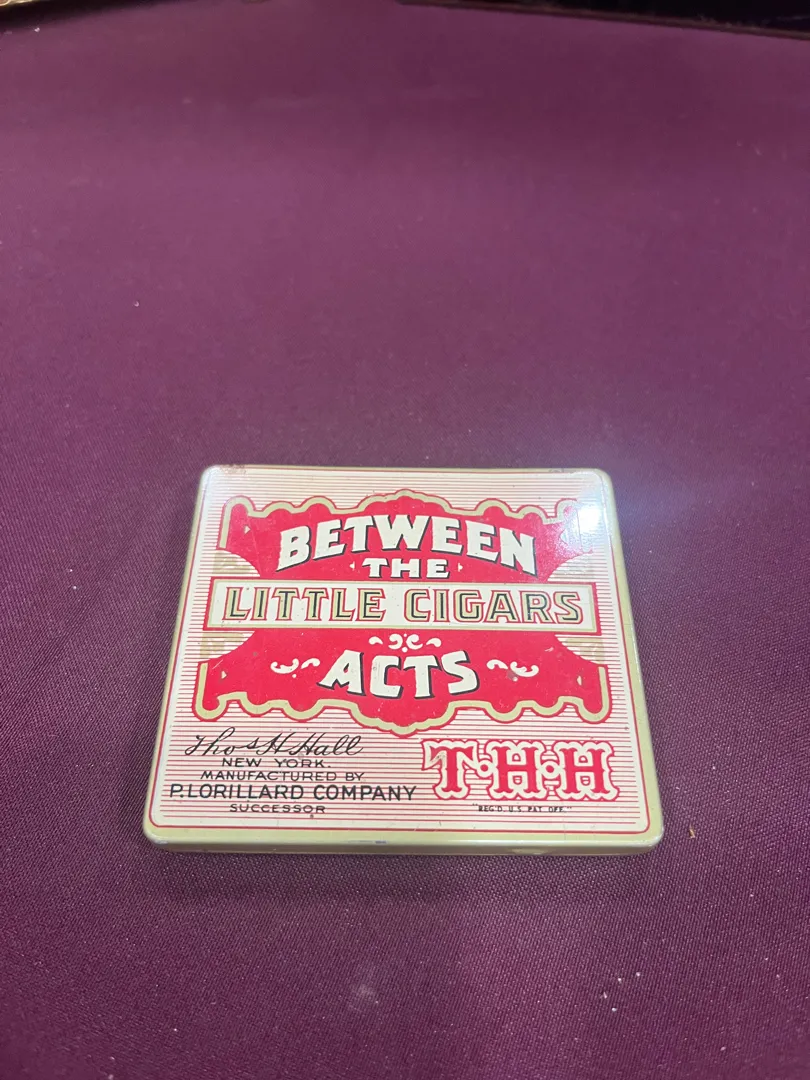 BETWEEN
THE
LITTLE CIGARS
ACTS
Thos H Hall
NEW YORK.
MANUFACTURED BY
P. LORILLARD COMPANY
SUCCESSOR
T·H·H
"REG'D. U.S. PAT. OFF."